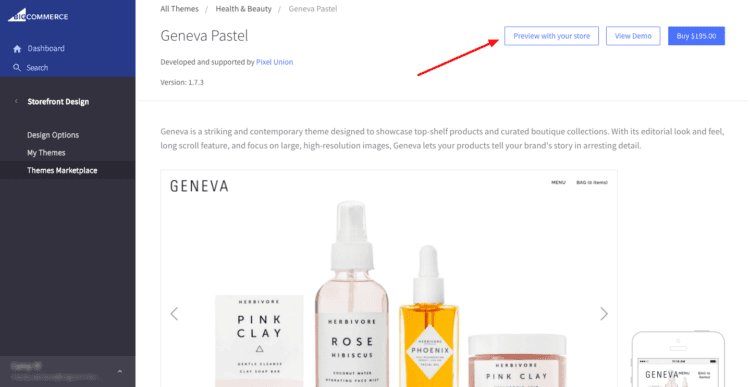 BIGCOMMERCE
Dashboard
Search
Storefront Design
Design Options
My Themes
Themes Marketplace
All Themes / Health & Beauty / Geneva Pastel
Geneva Pastel
Preview with your store
View Demo
Buy $195.00
Developed and supported by Pixel Union
Version: 1.7.3
Geneva is a striking and contemporary theme designed to showcase top-shelf products and curated boutique collections. With its editorial look and feel,
long scroll feature, and focus on large, high-resolution images, Geneva lets your products tell your brand's story in arresting detail.
GENEVA
MENU
BAG (0 items)
HERBIVORE
PINK
CLAY
GENTLE CLEANSE
CLAY SOAP BAR
HERBIVORE
ROSE
HIBISCUS
COCONUT WATER
HYDRATING FACE MIST
HERBIVORE
PHOENIX
HERBIVORE
PINK CLAY
GENEVA
MENU